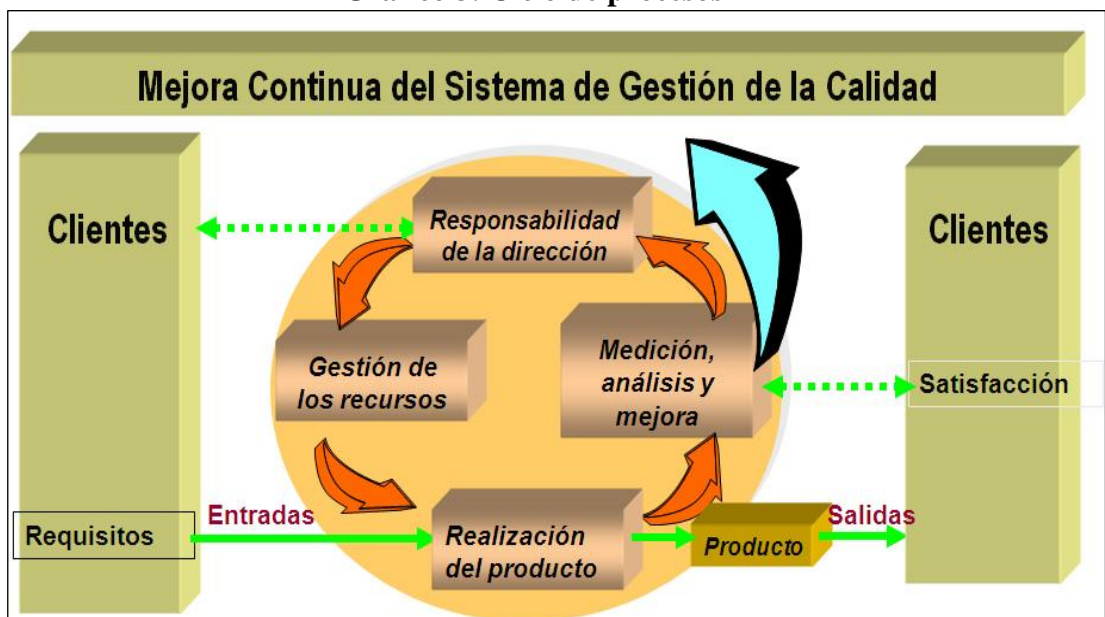 Mejora Continua del Sistema de Gestión de la Calidad
Clientes
Responsabilidad
de la dirección
Clientes
Gestión de
los recursos
Medición,
análisis y
mejora
Satisfacción
Requisitos
Entradas
Realización
del producto
Producto
Salidas